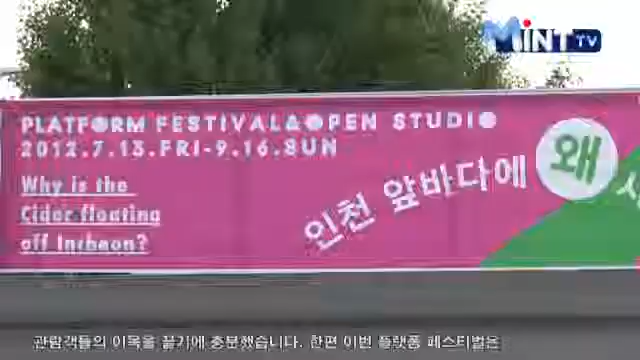 MINT TV
PLATFORM FESTIVAL&OPEN STUDIO
2012.7.13.FRI-9.16.SUN
Why is the
Cider floating
off Incheon?
인천 앞바다에 왜
관람객들의 이목을 끌기에 충분했습니다. 한편 이번 플랫폼 페스티벌은